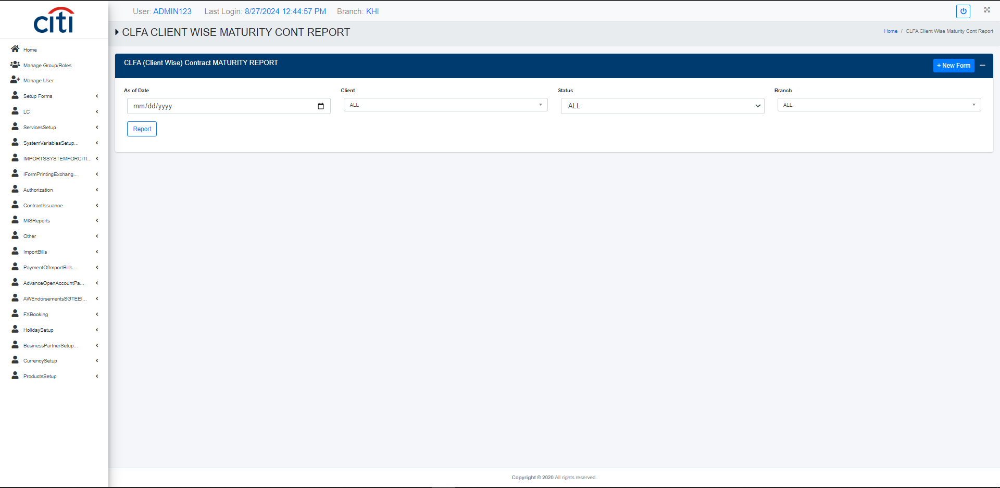 citi
User: ADMIN123 Last Login: 8/27/2024 12:44:57 PM Branch: KHI
CLFA CLIENT WISE MATURITY CONT REPORT
Home / CLFA Client Wise Maturity Cont Report
Home
Manage Group/Roles
Manage User
Setup Forms
LC
ServicesSetup
SystemVariablesSetup...
IMPORTSSYSTEMFORCITI...
IFormPrintingExchang...
Authorization
ContractIssuance
MISReports
Other
ImportBills
PaymentOfImportBills...
AdvanceOpenAccountPa...
AWEndorsementsSGTEEI...
FXBooking
HolidaySetup
BusinessPartnerSetup...
CurrencySetup
ProductsSetup
CLFA (Client Wise) Contract MATURITY REPORT
+ New Form
As of Date Client Status Branch
mm/dd/yyyy ALL ALL ALL
Report
Copyright © 2020 All rights reserved.